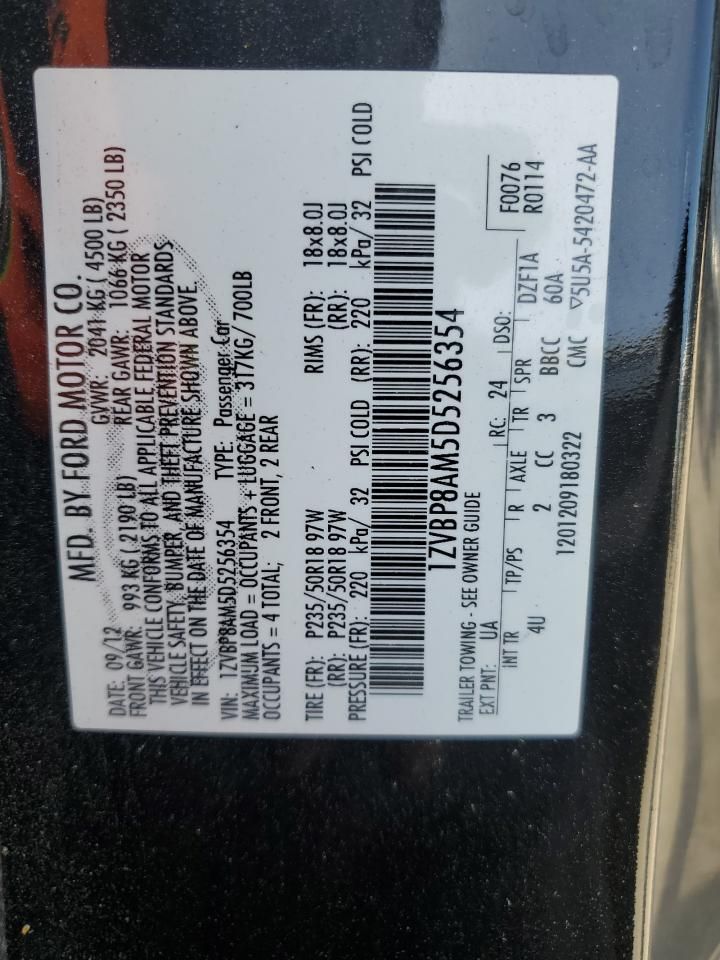 MFD. BY FORD MOTOR CO.
DATE: 09/12 GVWR: 2041 KG ( 4500 LB)
FRONT GAWR: 993 KG ( 2190 LB) REAR GAWR: 1066 KG ( 2350 LB)
THIS VEHICLE CONFORMS TO ALL APPLICABLE FEDERAL MOTOR
VEHICLE SAFETY, BUMPER, AND THEFT PREVENTION STANDARDS
IN EFFECT ON THE DATE OF MANUFACTURE SHOWN ABOVE.
VIN: 1ZVBP8AM5D5256354 TYPE: Passenger Car
MAXIMUM LOAD = OCCUPANTS + LUGGAGE = 317KG/ 700LB
OCCUPANTS = 4 TOTAL; 2 FRONT, 2 REAR
TIRE (FR): P235/50R18 97W RIMS (FR): 18x8.0J
(RR): P235/50R18 97W (RR): 18x8.0J
PRESSURE (FR): 220 kPa/ 32 PSI COLD (RR): 220 kPa/ 32 PSI COLD
1ZVBP8AM5D5256354
TRAILER TOWING - SEE OWNER GUIDE
F0076
EXT PNT: UA RC: 24 DSO: R0114
INT TR TP/PS R AXLE TR SPR DZF1A
4U 2 CC 3 BBCC 60A
1201209180322 CMC ▽5U5A-5420472-AA